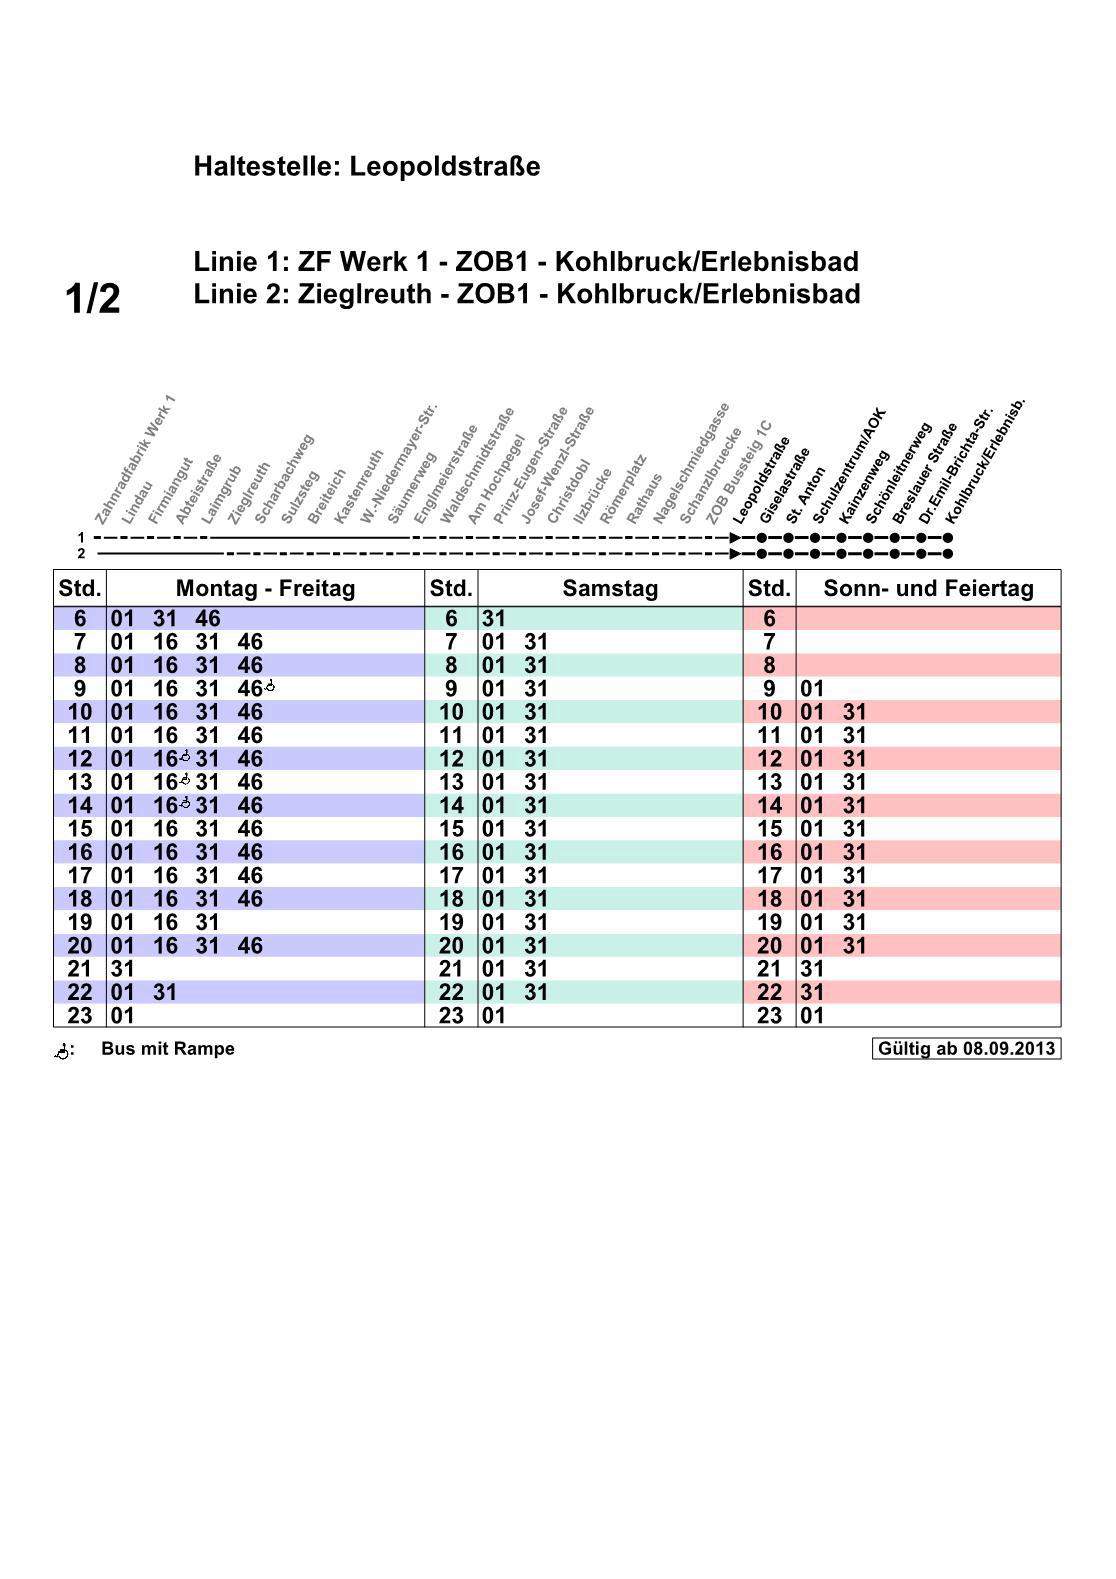 Haltestelle: Leopoldstraße
Linie 1: ZF Werk 1 - ZOB1 - Kohlbruck/Erlebnisbad
1/2
Linie 2: Zieglreuth - ZOB1 - Kohlbruck/Erlebnisbad
Zahnradfabrik Werk 1
Lindau
Firmiangut
Abteistraße
Laimgrub
Zieglreuth
Scharbachweg
Sulzsteg
Breiteich
Kastenreuth
W.-Niedermayer-Str.
Säumerweg
Englmeierstraße
Waldschmidtstraße
Am Hochpegel
Prinz-Eugen-Straße
Josef-Wenzl-Straße
Christdobl
Ilzbrücke
Römerplatz
Rathaus
Nagelschmiedgasse
Schanzlbruecke
ZOB Bussteig 1C
Leopoldstraße
Giselastraße
St. Anton
Schulzentrum/AOK
Kainzenweg
Schönleitnerweg
Breslauer Straße
Dr.Emil-Brichta-Str.
Kohlbruck/Erlebnisb.
1
2
Std. Montag - Freitag Std. Samstag Std. Sonn- und Feiertag
6 01 31 46 6 31 6
7 01 16 31 46 7 01 31 7
8 01 16 31 46 8 01 31 8
9 01 16 31 46 9 01 31 9 01
10 01 16 31 46 10 01 31 10 01 31
11 01 16 31 46 11 01 31 11 01 31
12 01 16 31 46 12 01 31 12 01 31
13 01 16 31 46 13 01 31 13 01 31
14 01 16 31 46 14 01 31 14 01 31
15 01 16 31 46 15 01 31 15 01 31
16 01 16 31 46 16 01 31 16 01 31
17 01 16 31 46 17 01 31 17 01 31
18 01 16 31 46 18 01 31 18 01 31
19 01 16 31 19 01 31 19 01 31
20 01 16 31 46 20 01 31 20 01 31
21 31 21 01 31 21 31
22 01 31 22 01 31 22 31
23 01 23 01 23 01
: Bus mit Rampe Gültig ab 08.09.2013